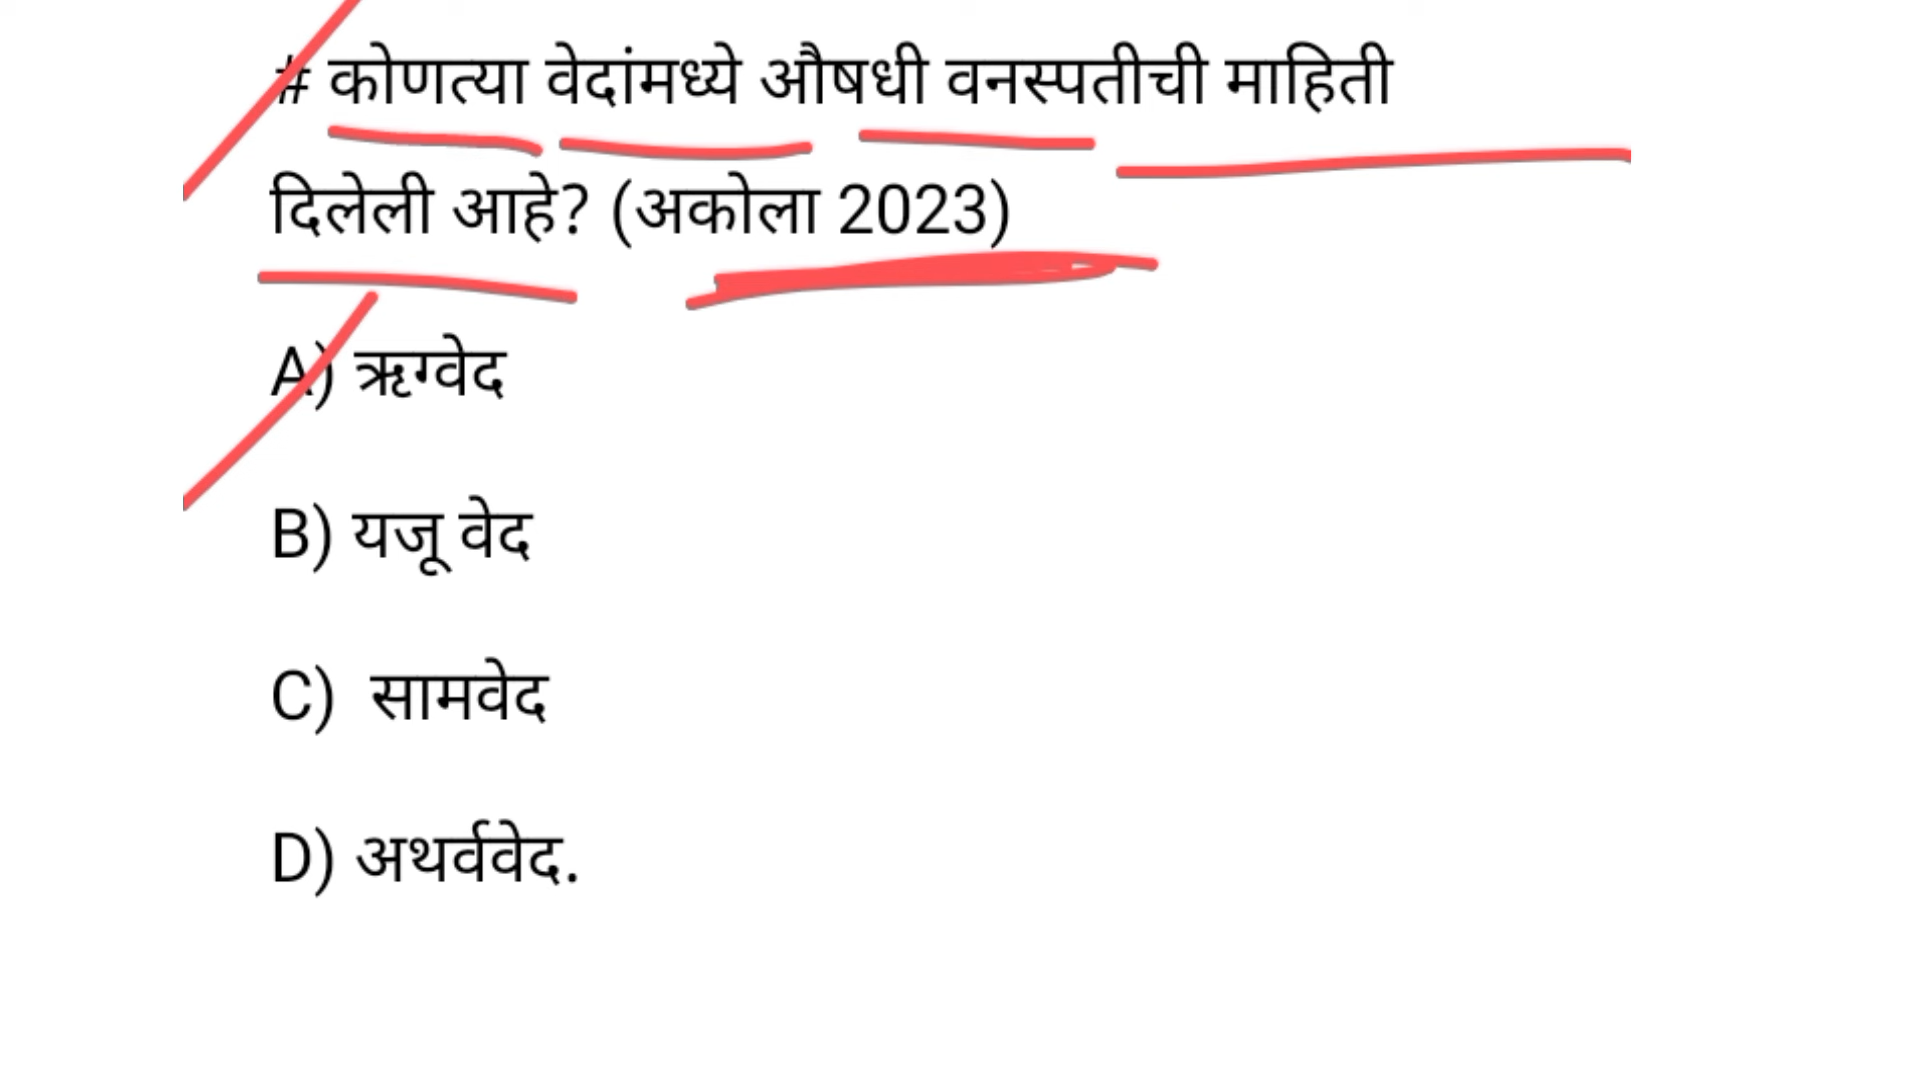 # कोणत्या वेदांमध्ये औषधी वनस्पतीची माहिती
दिलेली आहे? (अकोला 2023)
A) ऋग्वेद
B) यजू वेद
C) सामवेद
D) अथर्ववेद.